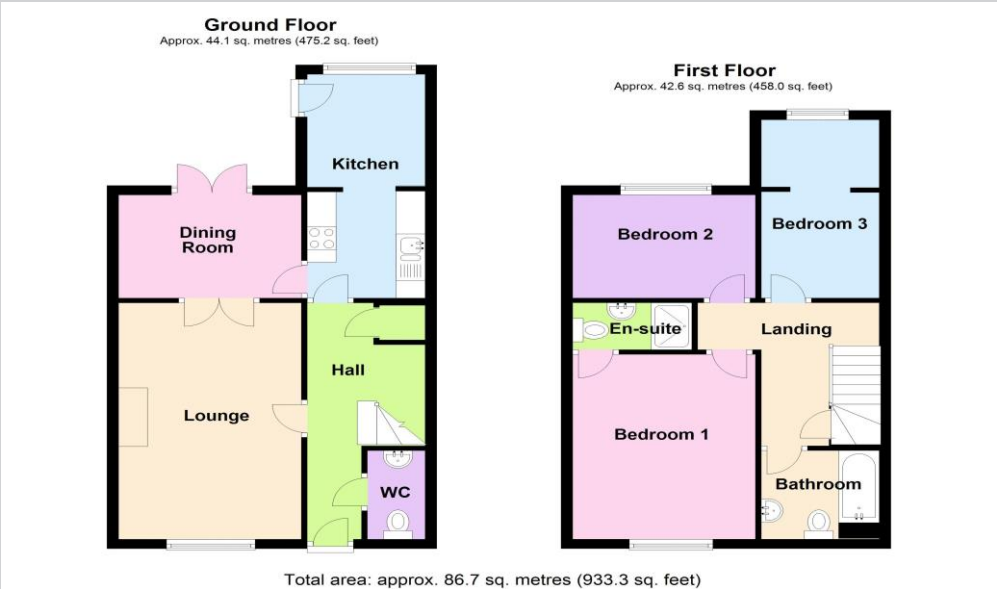 Ground Floor
Approx. 44.1 sq. metres (475.2 sq. feet)
Kitchen
Dining
Room
Lounge
Hall
WC
First Floor
Approx. 42.6 sq. metres (458.0 sq. feet)
Bedroom 2
Bedroom 3
En-suite
Landing
Bedroom 1
Bathroom
Total area: approx. 86.7 sq. metres (933.3 sq. feet)